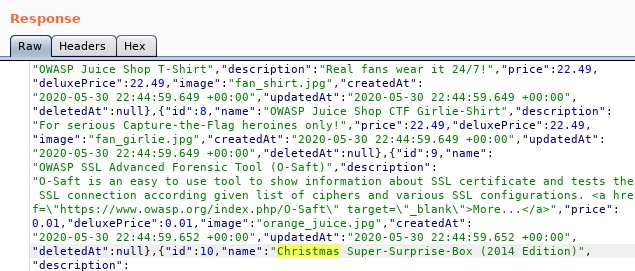 Response
Raw
Headers
Hex
"OWASP Juice Shop T-Shirt","description":"Real fans wear it 24/7!","price":22.49,
"deluxePrice":22.49,"image":"fan_shirt.jpg","createdAt":
"2020-05-30 22:44:59.649 +00:00","updatedAt":"2020-05-30 22:44:59.649 +00:00",
"deletedAt":null},{"id":8,"name":"OWASP Juice Shop CTF Girlie-Shirt","description":
"For serious Capture-the-Flag heroines only!","price":22.49,"deluxePrice":22.49,
"image":"fan_girlie.jpg","createdAt":"2020-05-30 22:44:59.649 +00:00","updatedAt":
"2020-05-30 22:44:59.649 +00:00","deletedAt":null},{"id":9,"name":
"OWASP SSL Advanced Forensic Tool (O-Saft)","description":
"O-Saft is an easy to use tool to show information about SSL certificate and tests the
SSL connection according given list of ciphers and various SSL configurations. <a hre
f=\"https://www.owasp.org/index.php/O-Saft\" target=\"_blank\">More...</a>","price":
0.01,"deluxePrice":0.01,"image":"orange_juice.jpg","createdAt":
"2020-05-30 22:44:59.652 +00:00","updatedAt":"2020-05-30 22:44:59.652 +00:00",
"deletedAt":null},{"id":10,"name":"Christmas Super-Surprise-Box (2014 Edition)",
"description":